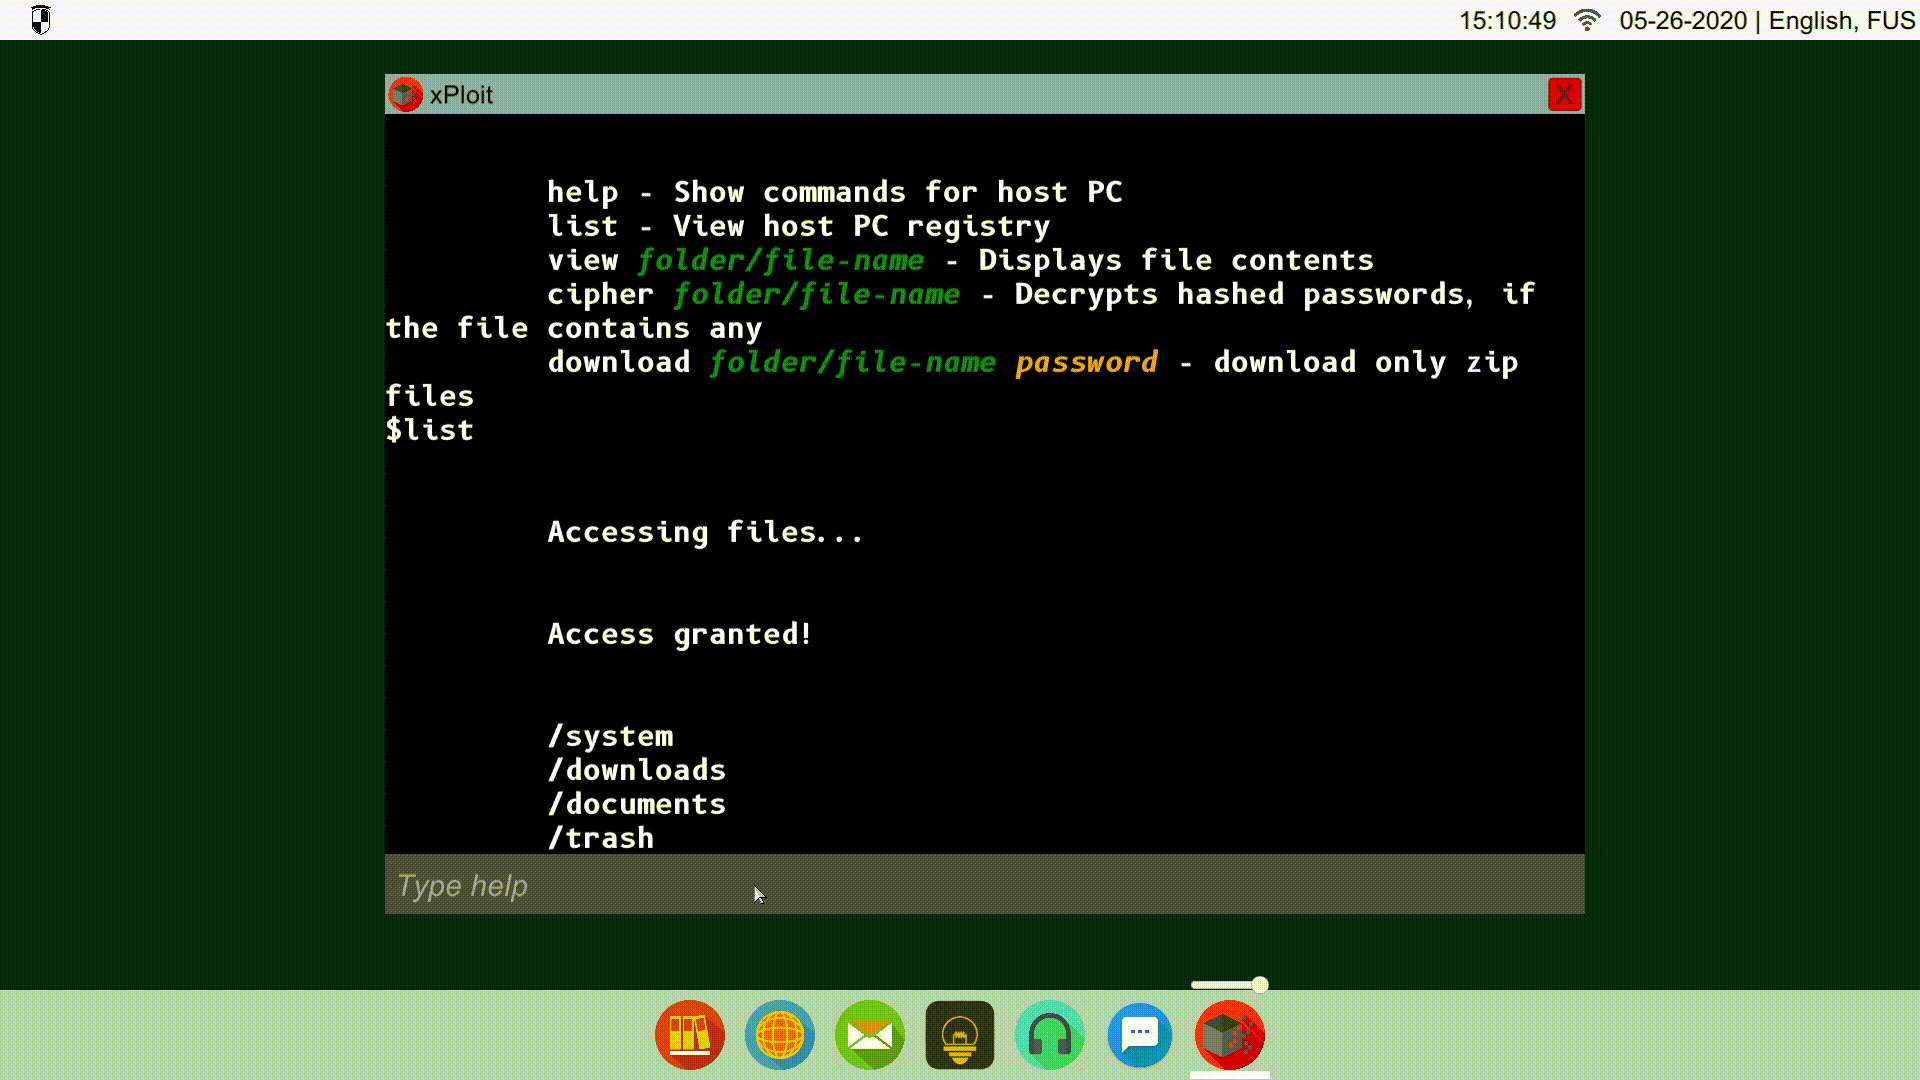 15:10:49 05-26-2020 | English, FUS
xPloit X
help - Show commands for host PC
list - View host PC registry
view folder/file-name - Displays file contents
cipher folder/file-name - Decrypts hashed passwords, if
the file contains any
download folder/file-name password - download only zip
files
$list
Accessing files...
Access granted!
/system
/downloads
/documents
/trash
Type help